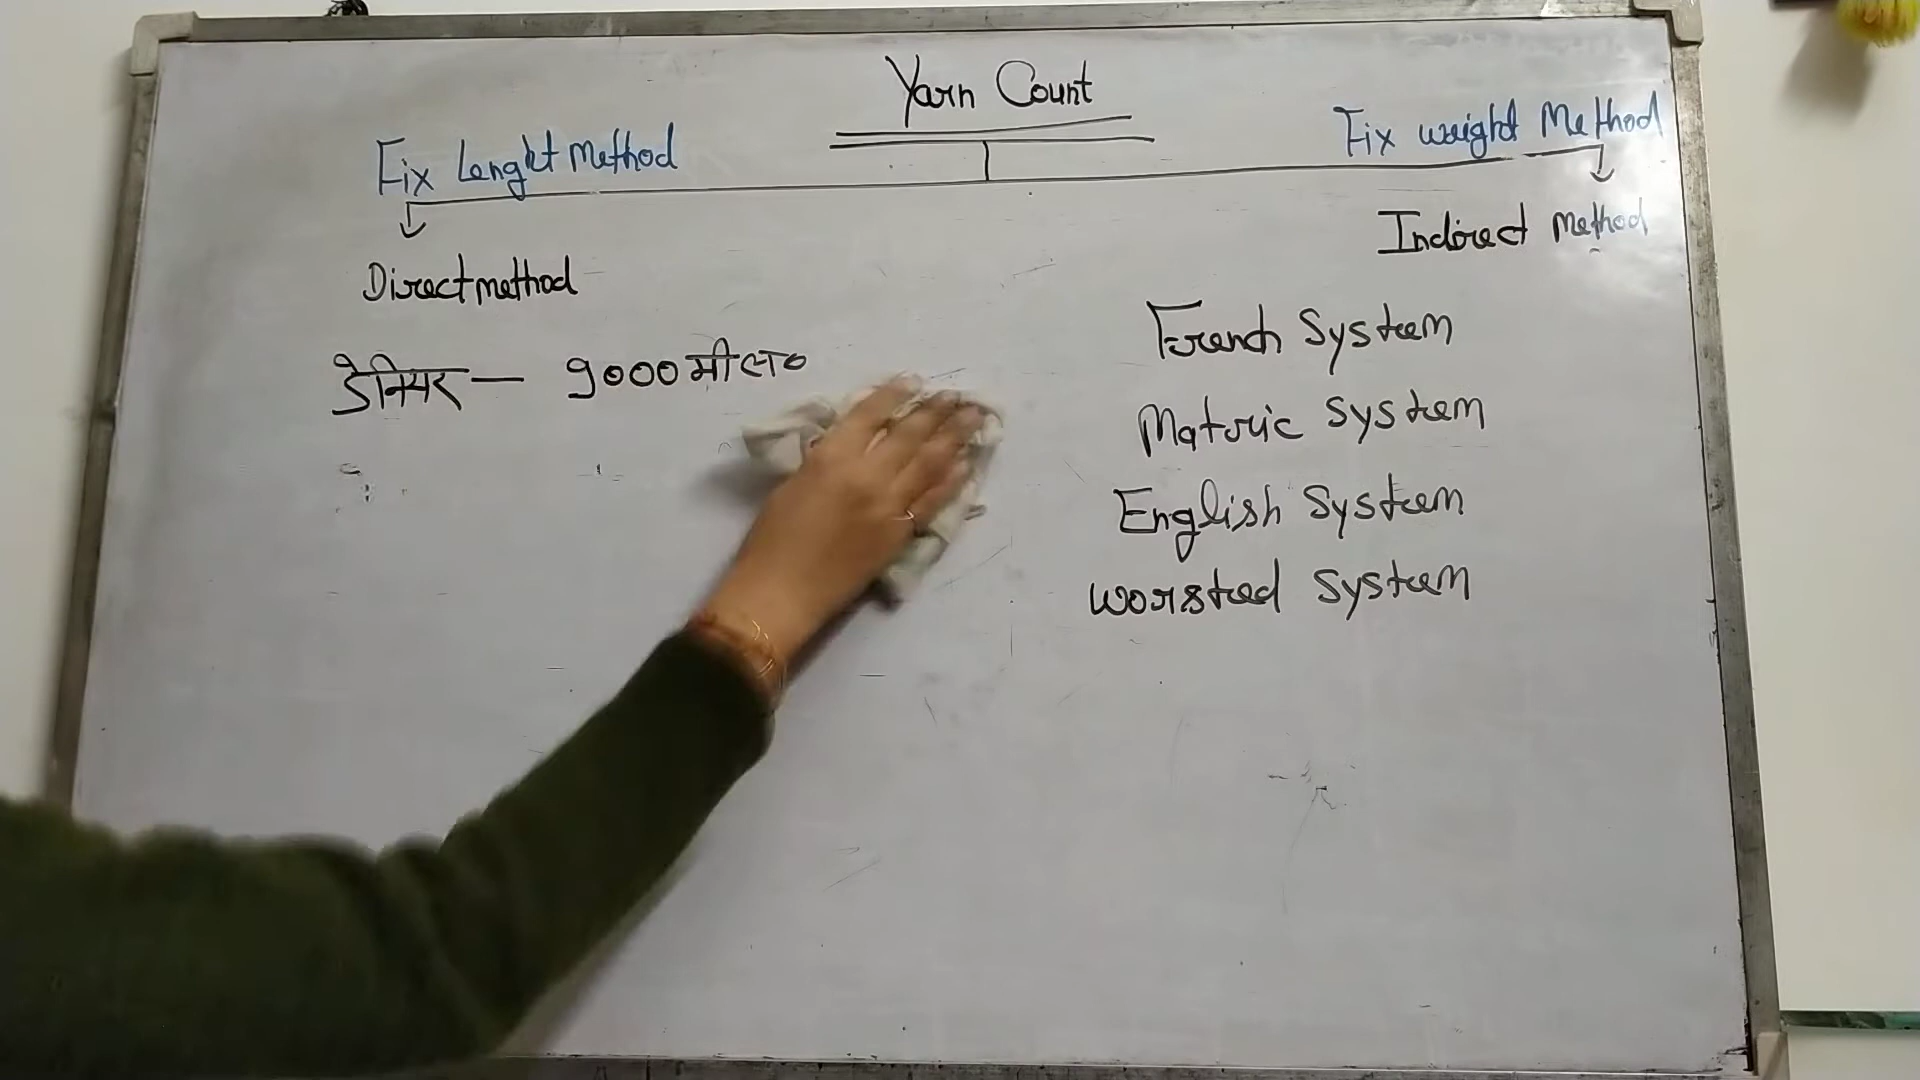 Yarn Count
Fix Lenght Method
Fix weight Method
Direct method
Indirect Method
डेनियर — 9000 मी०ल०
French System
Matric System
English System
Worsted System